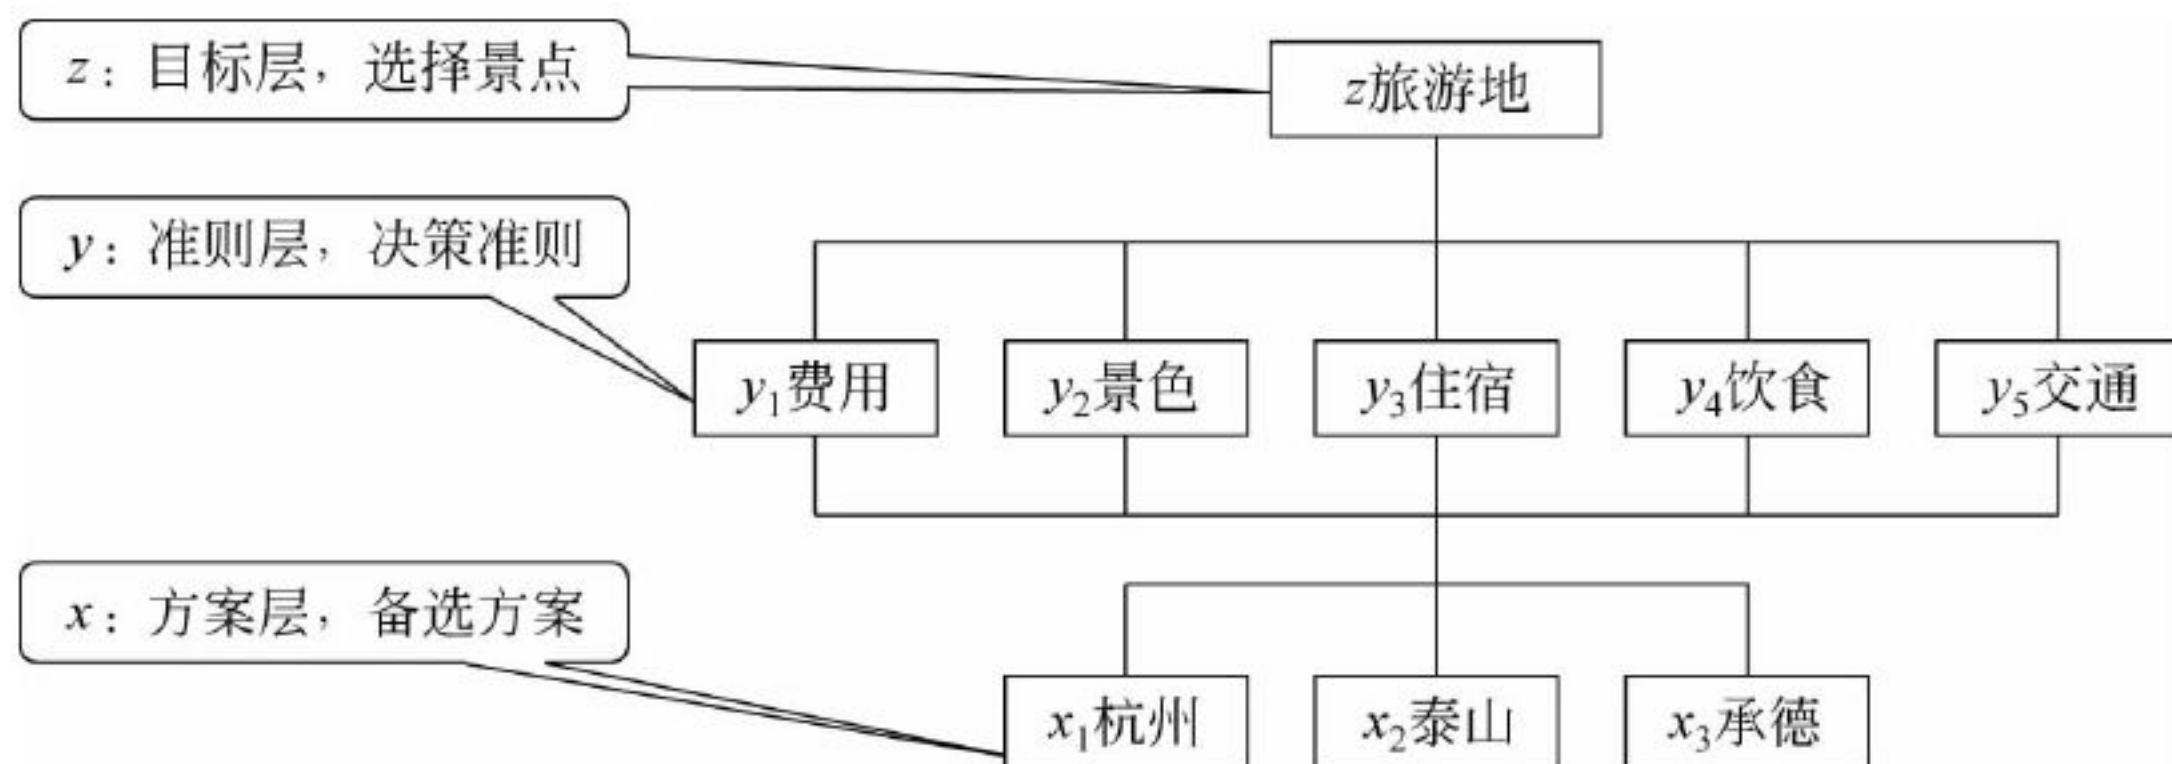 z：目标层，选择景点
z旅游地
y：准则层，决策准则
y₁费用
y₂景色
y₃住宿
y₄饮食
y₅交通
x：方案层，备选方案
x₁杭州
x₂泰山
x₃承德